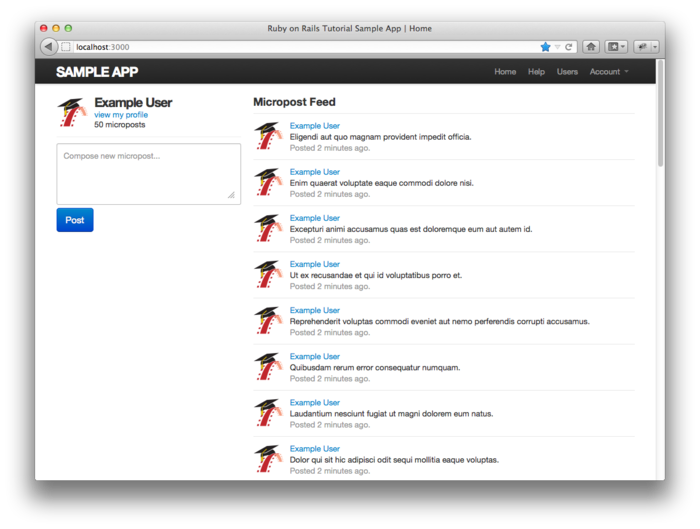 Ruby on Rails Tutorial Sample App | Home
localhost:3000
SAMPLE APP
Home Help Users Account
Example User
view my profile
50 microposts
Compose new micropost...
Post
Micropost Feed
Example User
Eligendi aut quo magnam provident impedit officia.
Posted 2 minutes ago.
Example User
Enim quaerat voluptate eaque commodi dolore nisi.
Posted 2 minutes ago.
Example User
Excepturi animi accusamus quas est doloremque eum aut autem id.
Posted 2 minutes ago.
Example User
Ut ex recusandae et qui id voluptatibus porro et.
Posted 2 minutes ago.
Example User
Reprehenderit voluptas commodi eveniet aut nemo perferendis corrupti accusamus.
Posted 2 minutes ago.
Example User
Quibusdam rerum error consequatur numquam.
Posted 2 minutes ago.
Example User
Laudantium nesciunt fugiat ut magni dolorem eum natus.
Posted 2 minutes ago.
Example User
Dolor qui sit hic adipisci odit sequi mollitia eaque voluptas.
Posted 2 minutes ago.